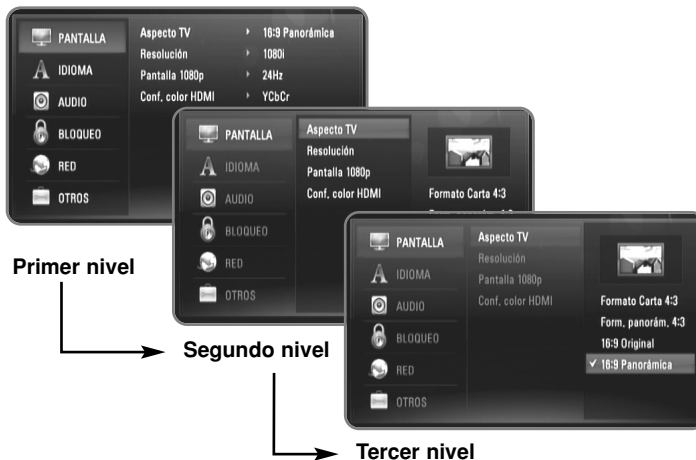 PANTALLA
IDIOMA
AUDIO
BLOQUEO
RED
OTROS
Aspecto TV 16:9 Panorámica
Resolución 1080i
Pantalla 1080p 24Hz
Conf. color HDMI YCbCr
Primer nivel
PANTALLA
IDIOMA
AUDIO
BLOQUEO
RED
OTROS
Aspecto TV
Resolución
Pantalla 1080p
Conf. color HDMI
Formato Carta 4:3
Segundo nivel
PANTALLA
IDIOMA
AUDIO
BLOQUEO
RED
OTROS
Aspecto TV
Resolución
Pantalla 1080p
Conf. color HDMI
Formato Carta 4:3
Form. panorám. 4:3
16:9 Original
✓ 16:9 Panorámica
Tercer nivel